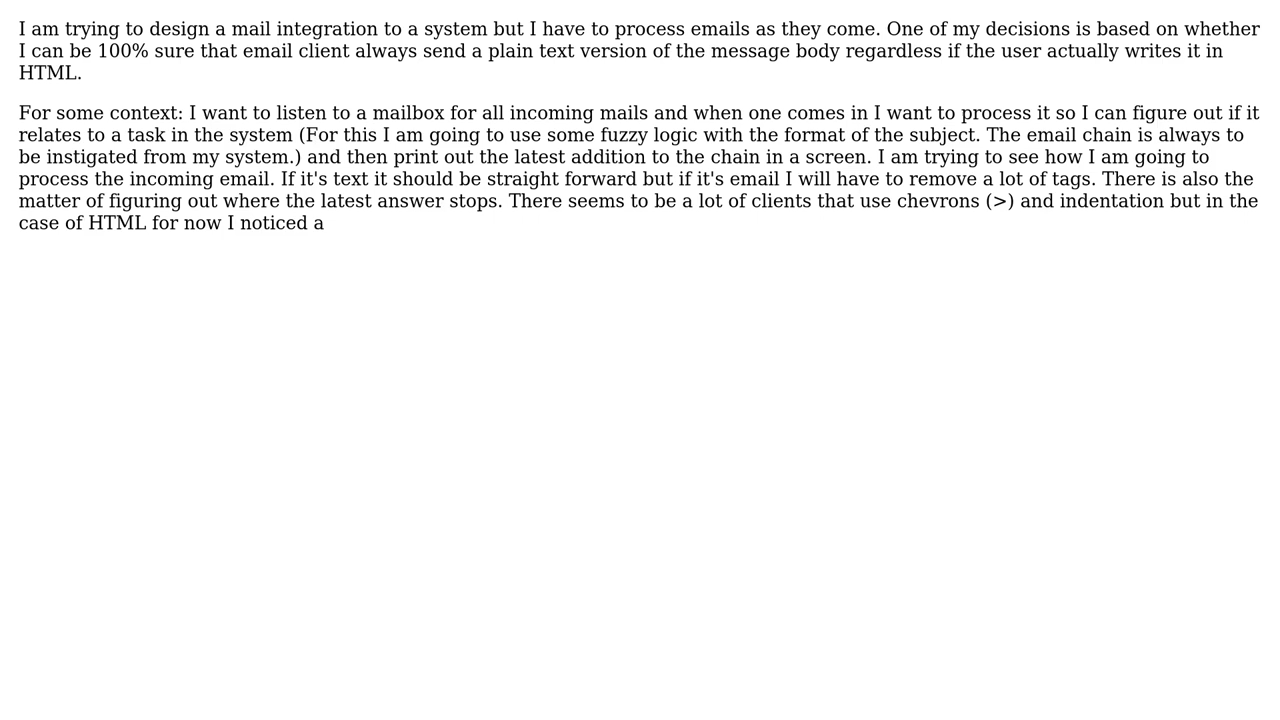 I am trying to design a mail integration to a system but I have to process emails as they come. One of my decisions is based on whether
I can be 100% sure that email client always send a plain text version of the message body regardless if the user actually writes it in
HTML.
For some context: I want to listen to a mailbox for all incoming mails and when one comes in I want to process it so I can figure out if it
relates to a task in the system (For this I am going to use some fuzzy logic with the format of the subject. The email chain is always to
be instigated from my system.) and then print out the latest addition to the chain in a screen. I am trying to see how I am going to
process the incoming email. If it's text it should be straight forward but if it's email I will have to remove a lot of tags. There is also the
matter of figuring out where the latest answer stops. There seems to be a lot of clients that use chevrons (>) and indentation but in the
case of HTML for now I noticed a